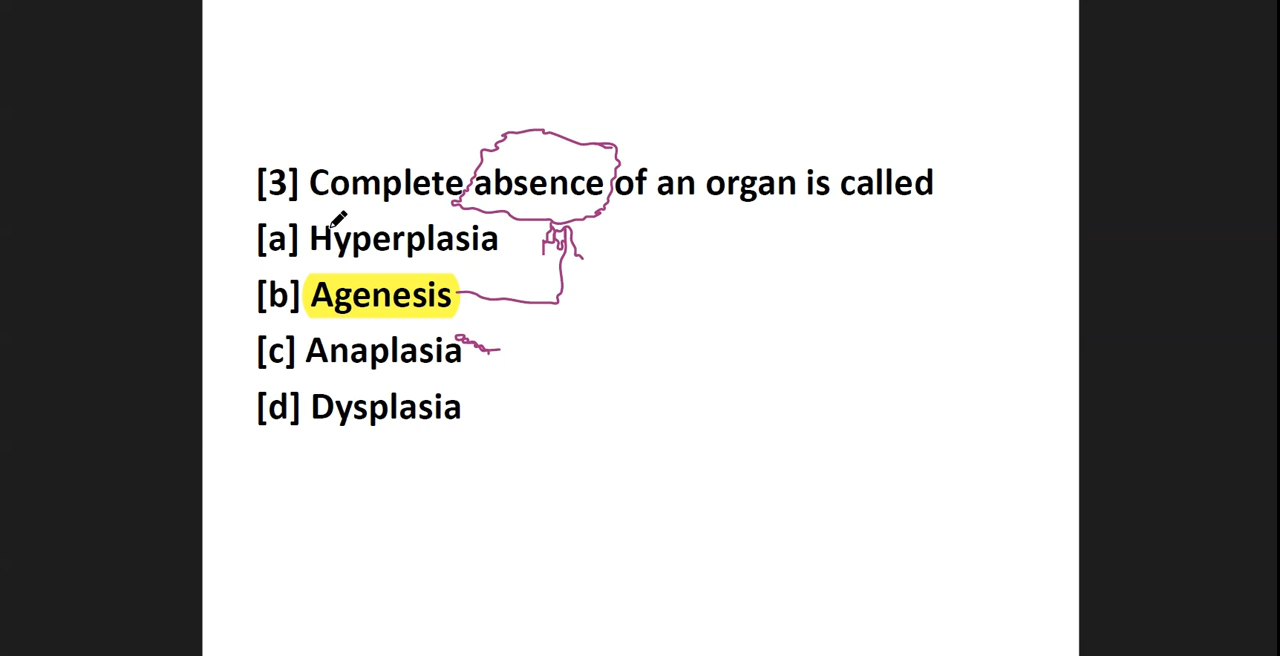 [3] Complete absence of an organ is called
[a] Hyperplasia
[b] Agenesis
[c] Anaplasia
[d] Dysplasia